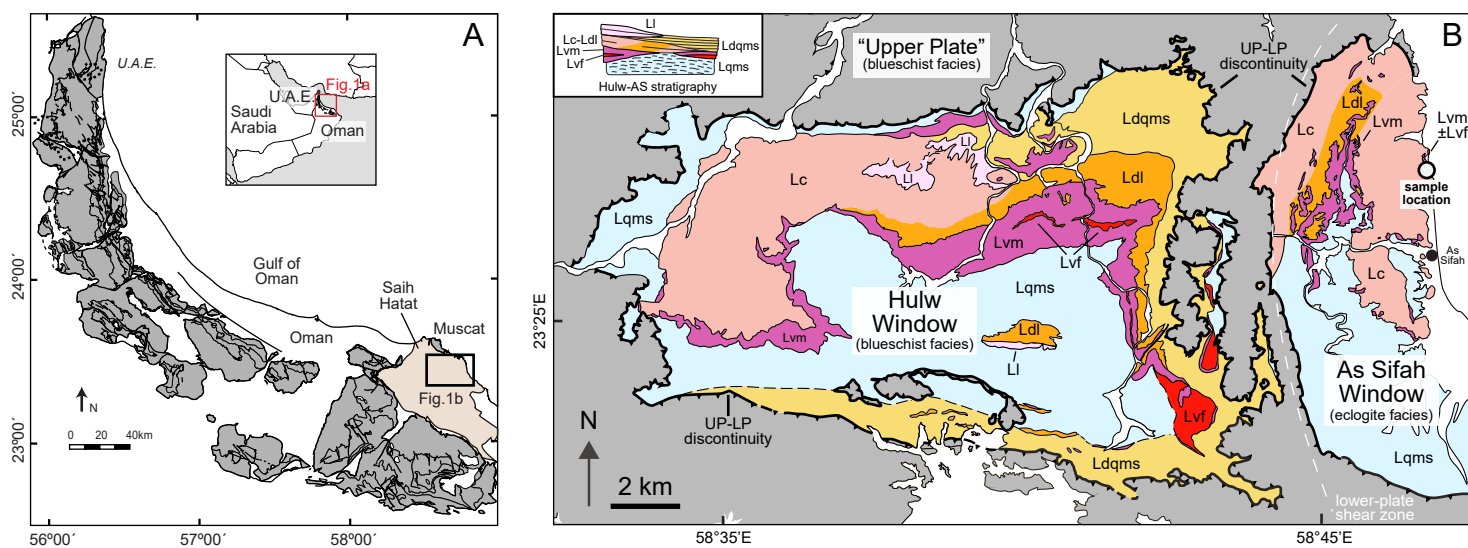 A
U.A.E.
25°00′
24°00′
23°00′
56°00′
57°00′
58°00′
Fig.1a
U.A.E.
Saudi
Arabia
Oman
Gulf of
Oman
Saih
Hatat
Muscat
Oman
Fig.1b
N
0 20 40km
B
Ll
Lc-Ldl
Lvm
Lvf
Ldqms
Lqms
Hulw-AS stratigraphy
"Upper Plate"
(blueschist facies)
UP-LP
discontinuity
Ldqms
Lc
Ldl
Lvm
Lvm
±Lvf
sample
location
As
Sifah
Lc
Lqms
Lc
Ll
Ll
Ldl
Lvm
Lvf
Lqms
Hulw
Window
(blueschist facies)
Ldl
Ll
Lvm
Lvf
As Sifah
Window
(eclogite facies)
Lqms
UP-LP
discontinuity
Ldqms
N
2 km
lower-plate
shear zone
23°25'E
58°35'E
58°45'E